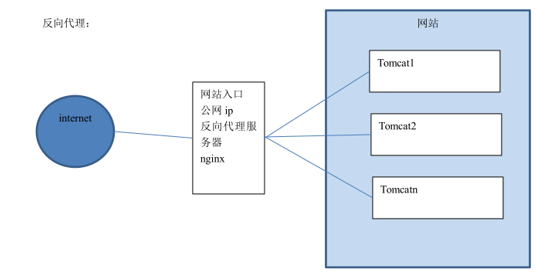 反向代理：
网站
internet
网站入口
公网 ip
反向代理服
务器
nginx
Tomcat1
Tomcat2
Tomcatn